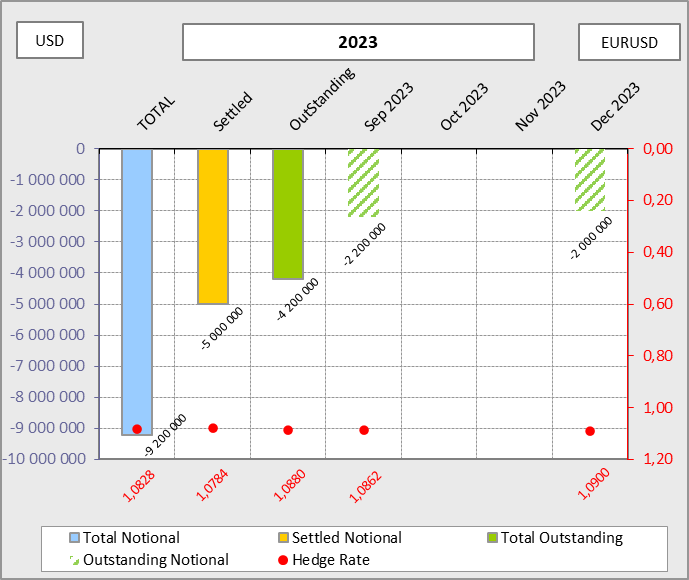 USD
2023
EURUSD
TOTAL
Settled
OutStanding
Sep 2023
Oct 2023
Nov 2023
Dec 2023
0
-1 000 000
-2 000 000
-3 000 000
-4 000 000
-5 000 000
-6 000 000
-7 000 000
-8 000 000
-9 000 000
-10 000 000
0,00
0,20
0,40
0,60
0,80
1,00
1,20
-9 200 000
-5 000 000
-4 200 000
-2 200 000
-2 000 000
1,0828
1,0784
1,0880
1,0862
1,0900
Total Notional
Settled Notional
Total Outstanding
Outstanding Notional
Hedge Rate